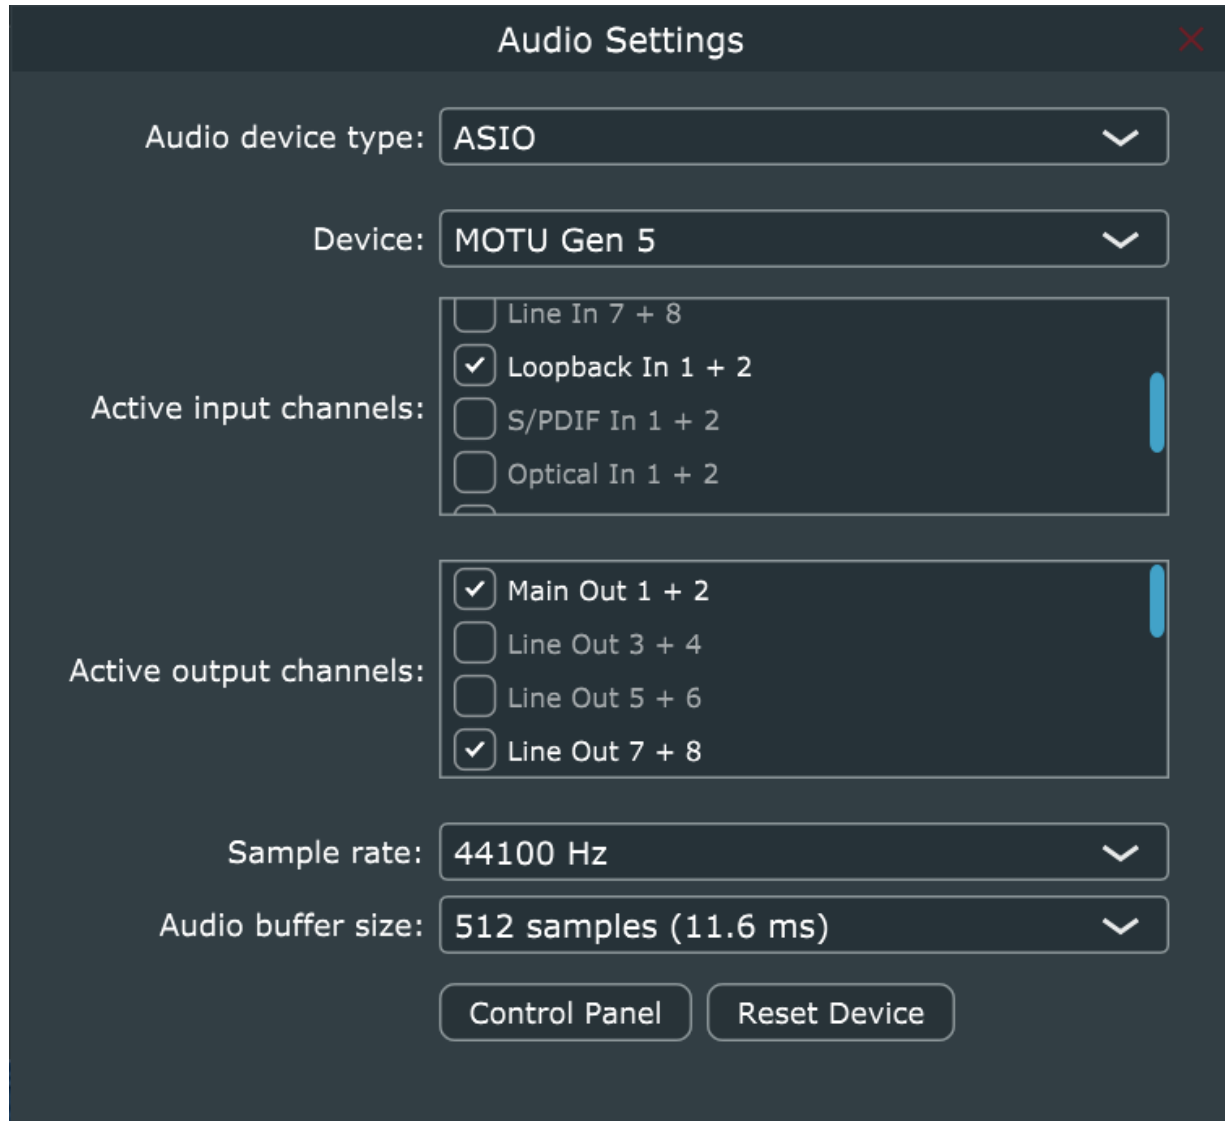 Audio Settings
Audio device type: ASIO
Device: MOTU Gen 5
Active input channels:
Line In 7 + 8
Loopback In 1 + 2
S/PDIF In 1 + 2
Optical In 1 + 2
Active output channels:
Main Out 1 + 2
Line Out 3 + 4
Line Out 5 + 6
Line Out 7 + 8
Sample rate: 44100 Hz
Audio buffer size: 512 samples (11.6 ms)
Control Panel Reset Device